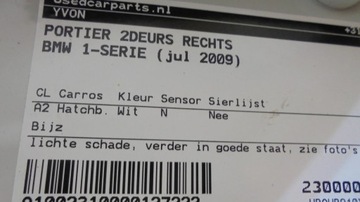 usedcarparts.nl
YVON
PORTIER 2DEURS RECHTS
BMW 1-SERIE (jul 2009)
CL Carros Kleur Sensor Sierlijst
A2 Hatchb. Wit N Nee
Bijz
lichte schade, verder in goede staat, zie foto's